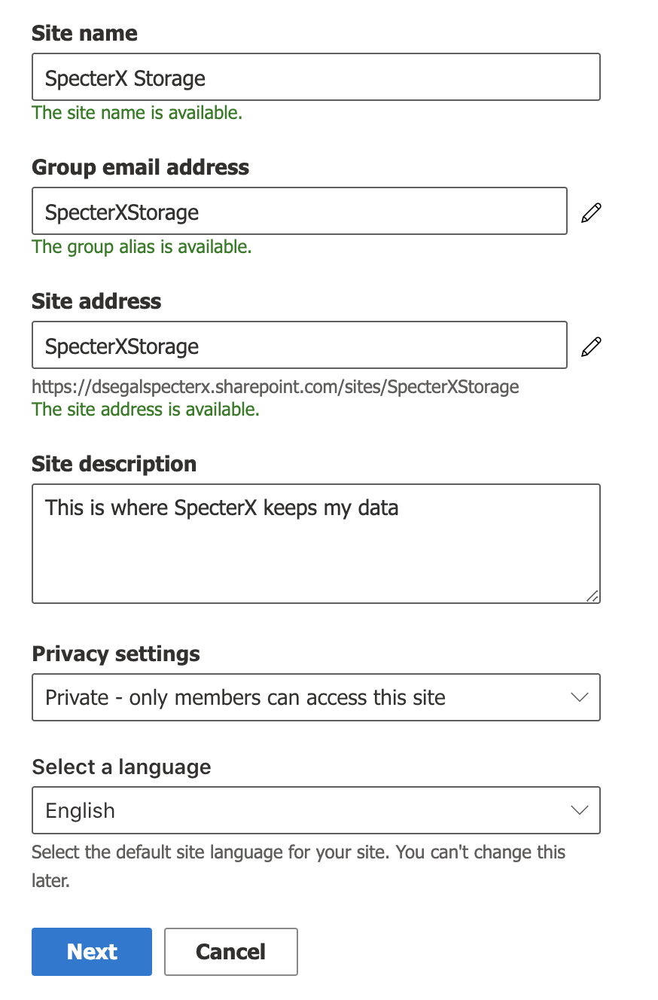 Site name
SpecterX Storage
The site name is available.
Group email address
SpecterXStorage
The group alias is available.
Site address
SpecterXStorage
https://dsegalspecterx.sharepoint.com/sites/SpecterXStorage
The site address is available.
Site description
This is where SpecterX keeps my data
Privacy settings
Private - only members can access this site
Select a language
English
Select the default site language for your site. You can't change this
later.
Next Cancel